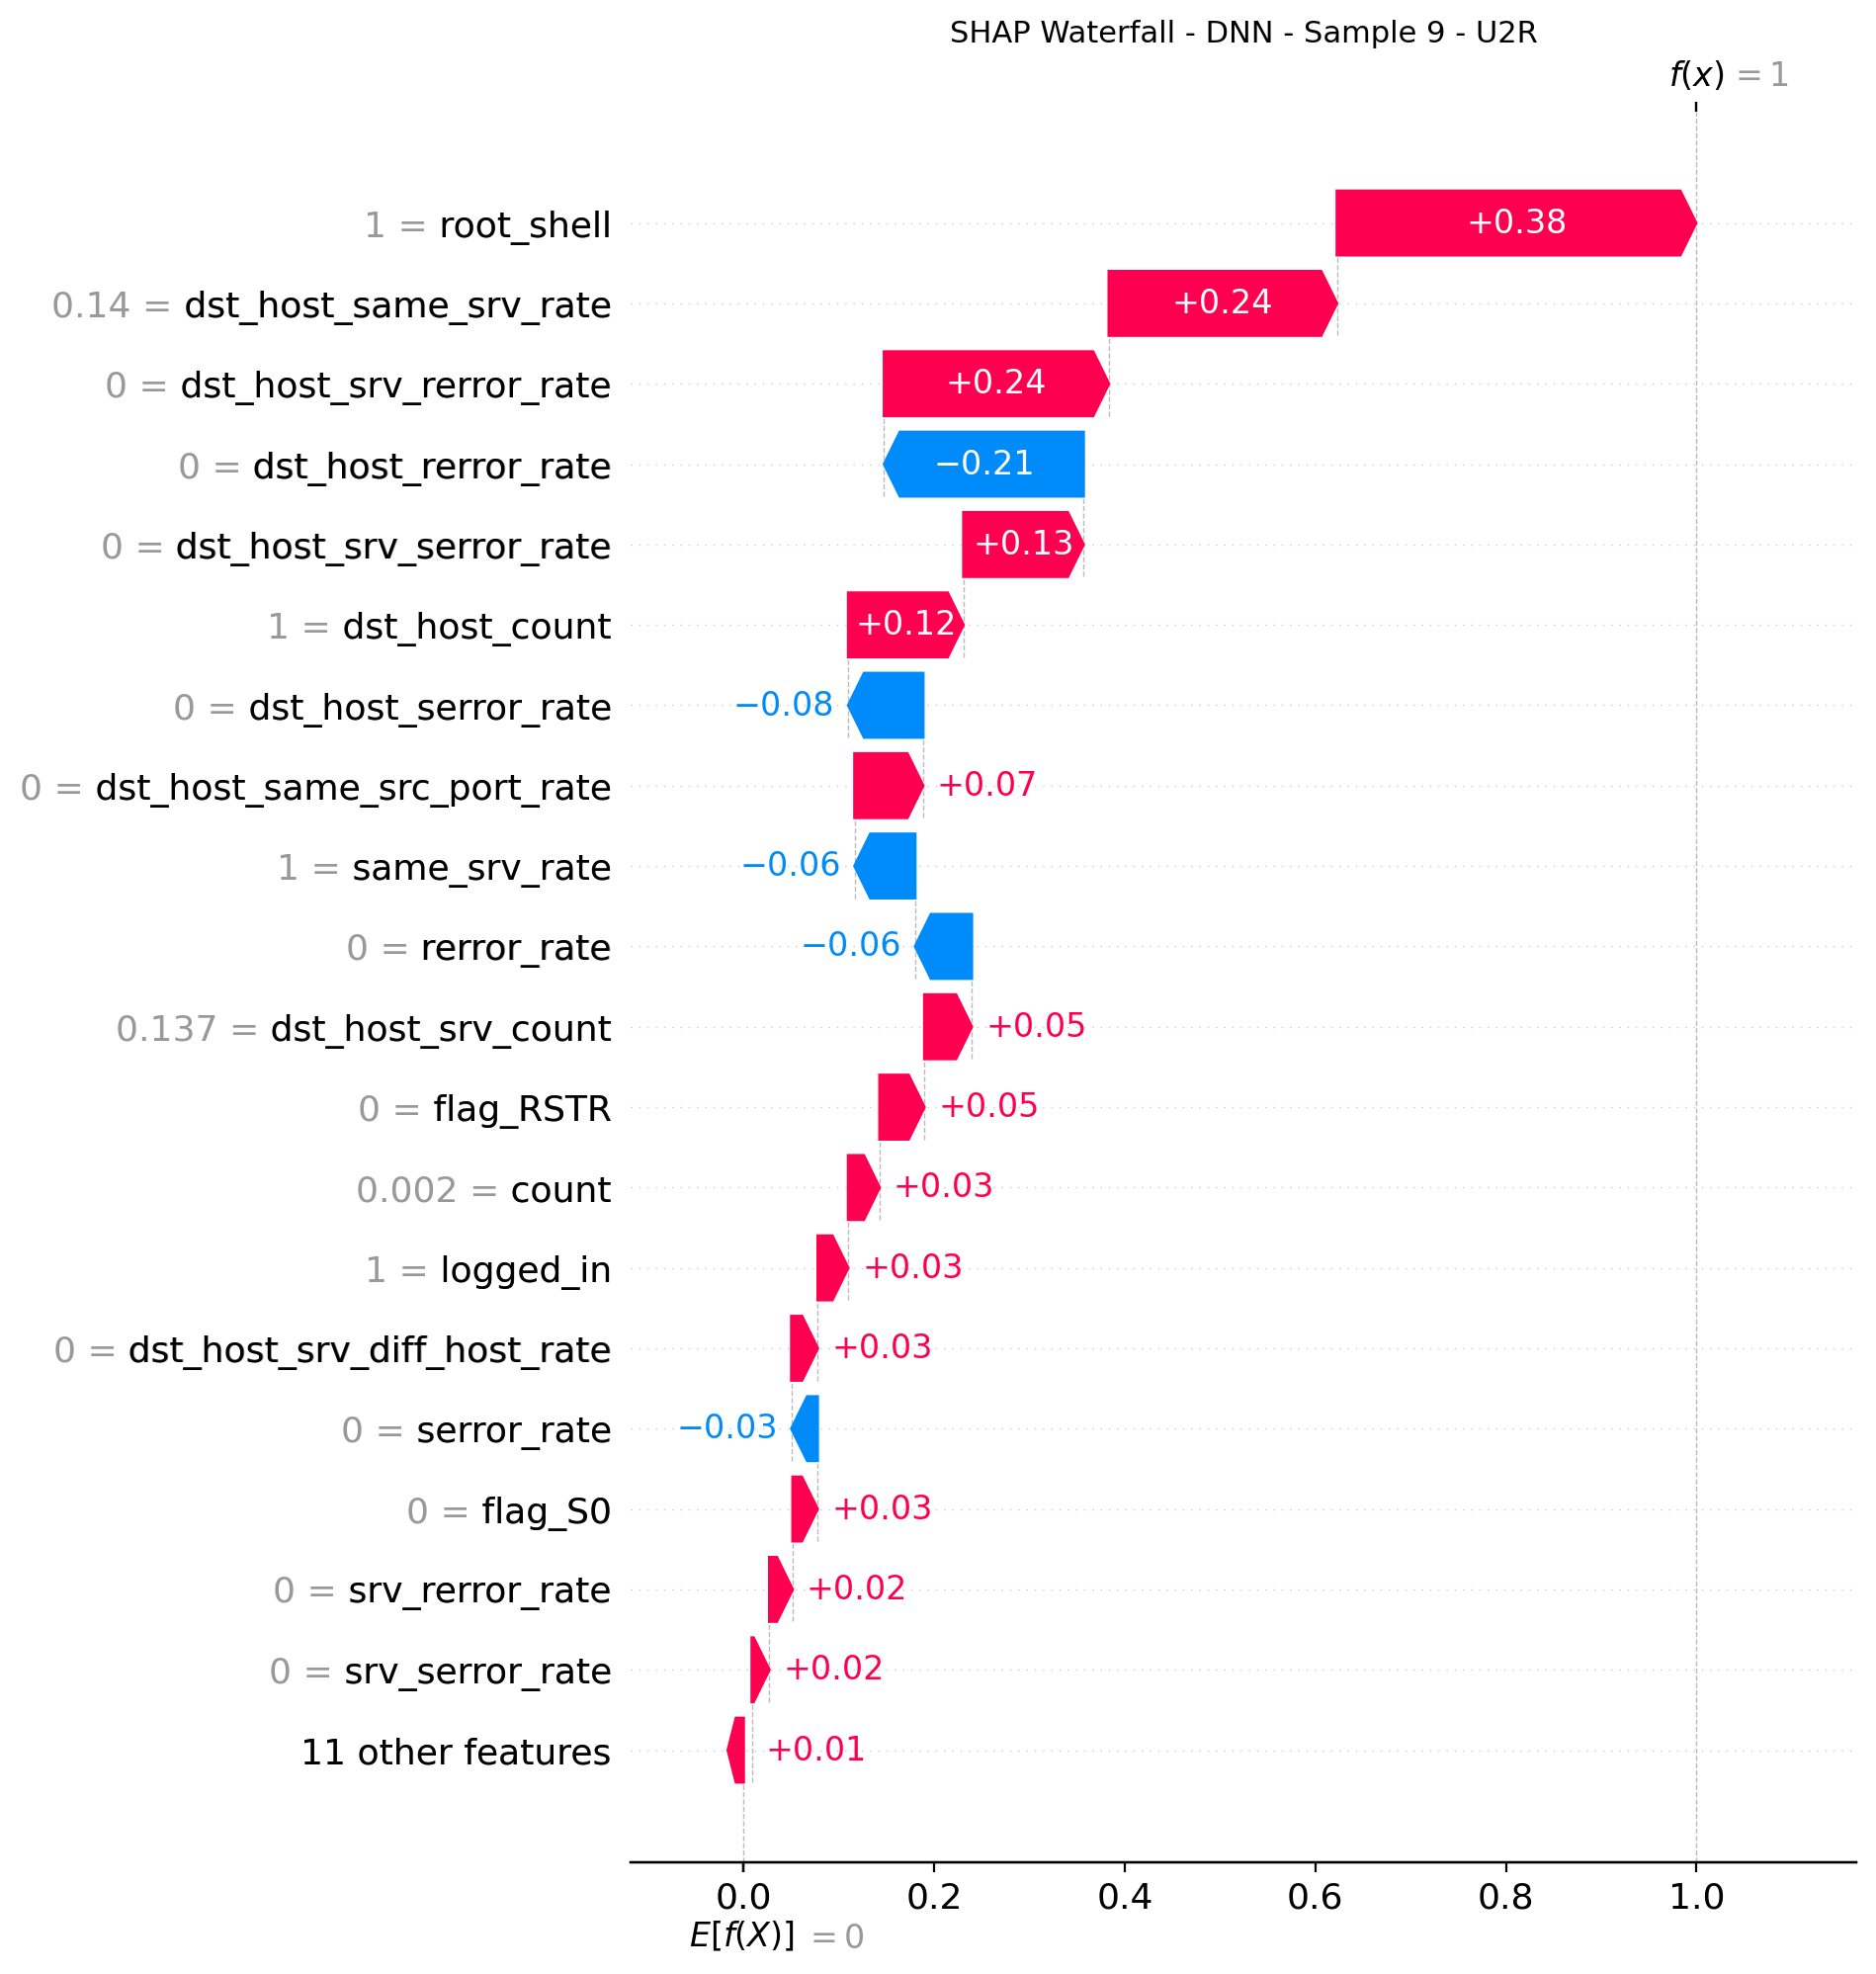 SHAP Waterfall - DNN - Sample 9 - U2R
f(x) = 1
1 = root_shell +0.38
0.14 = dst_host_same_srv_rate +0.24
0 = dst_host_srv_rerror_rate +0.24
0 = dst_host_rerror_rate −0.21
0 = dst_host_srv_serror_rate +0.13
1 = dst_host_count +0.12
0 = dst_host_serror_rate −0.08
0 = dst_host_same_src_port_rate +0.07
1 = same_srv_rate −0.06
0 = rerror_rate −0.06
0.137 = dst_host_srv_count +0.05
0 = flag_RSTR +0.05
0.002 = count +0.03
1 = logged_in +0.03
0 = dst_host_srv_diff_host_rate +0.03
0 = serror_rate −0.03
0 = flag_S0 +0.03
0 = srv_rerror_rate +0.02
0 = srv_serror_rate +0.02
11 other features +0.01
0.0 0.2 0.4 0.6 0.8 1.0
E[f(X)] = 0